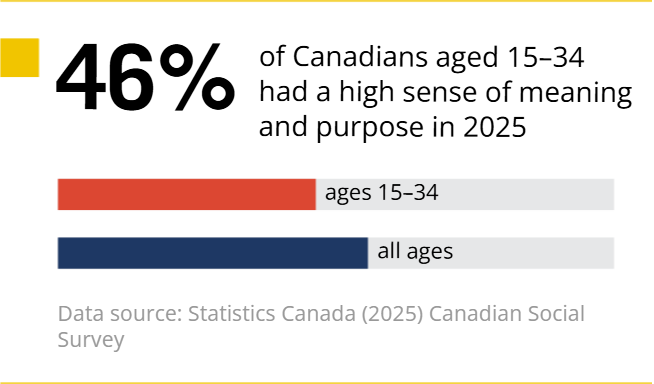 46%
of Canadians aged 15–34
had a high sense of meaning
and purpose in 2025
ages 15–34
all ages
Data source: Statistics Canada (2025) Canadian Social
Survey